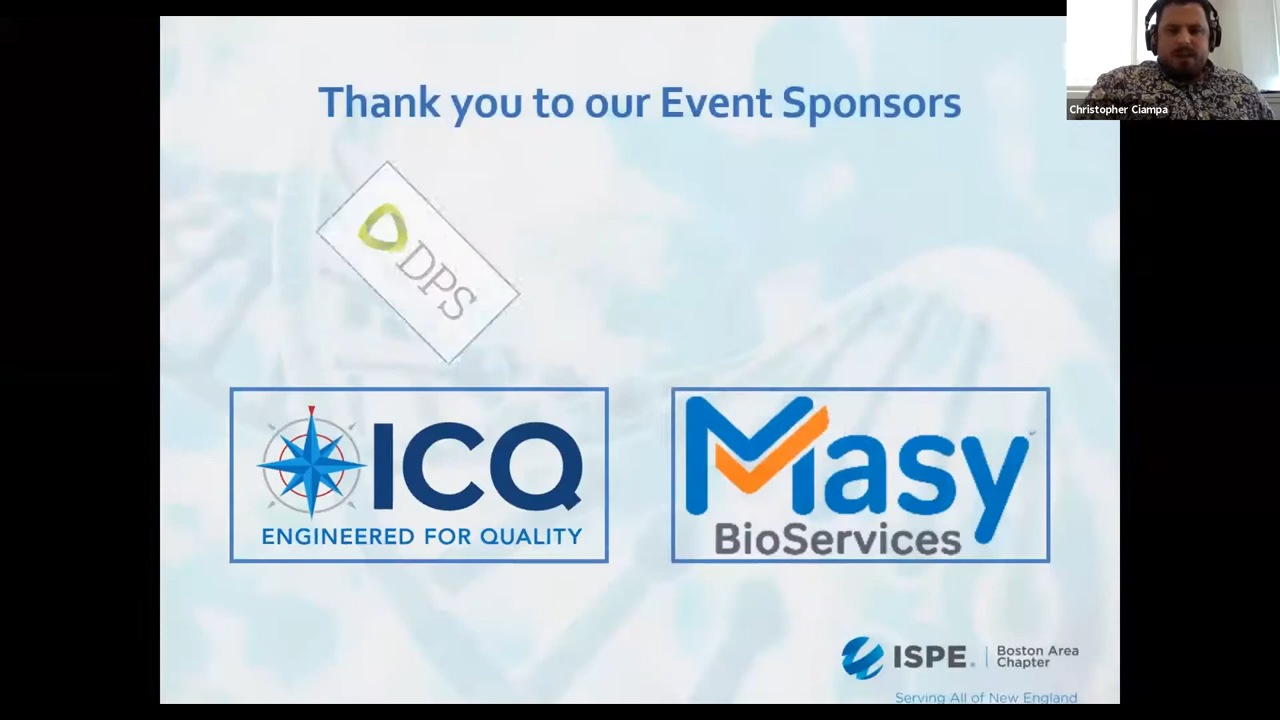 Thank you to our Event Sponsors
Christopher Ciampa
DPS
ICQ
ENGINEERED FOR QUALITY
Masy
BioServices
ISPE. | Boston Area
Chapter
Serving All of New England